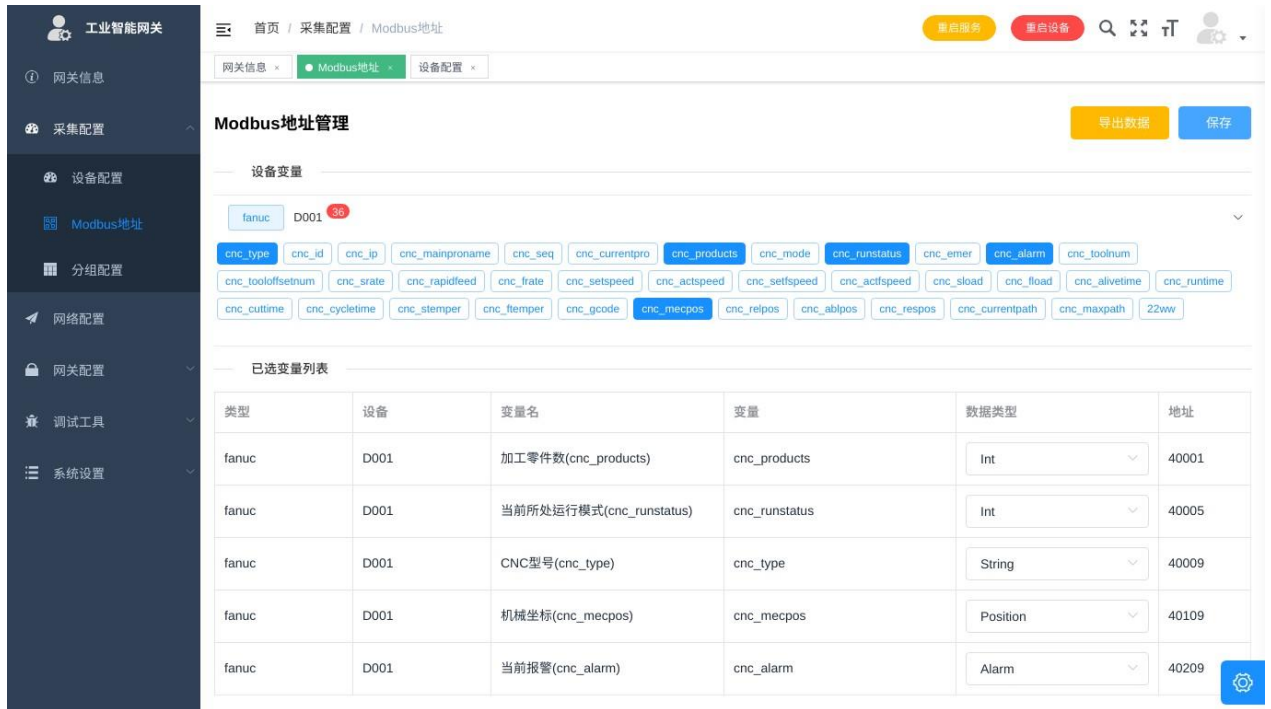 工业智能网关
首页 / 采集配置 / Modbus地址
重启服务 重启设备
网关信息 × Modbus地址 × 设备配置 ×
网关信息
采集配置
设备配置
Modbus地址
分组配置
网络配置
网关配置
调试工具
系统设置
Modbus地址管理 导出数据 保存
设备变量
fanuc D001 36
cnc_type cnc_id cnc_ip cnc_mainproname cnc_seq cnc_currentpro cnc_products cnc_mode cnc_runstatus cnc_emer cnc_alarm cnc_toolnum
cnc_tooloffsetnum cnc_srate cnc_rapidfeed cnc_frate cnc_setspeed cnc_actspeed cnc_setfspeed cnc_actfspeed cnc_sload cnc_fload cnc_alivetime cnc_runtime
cnc_cuttime cnc_cycletime cnc_stemper cnc_ftemper cnc_gcode cnc_mecpos cnc_relpos cnc_ablpos cnc_respos cnc_currentpath cnc_maxpath 22ww
已选变量列表
类型 设备 变量名 变量 数据类型 地址
fanuc D001 加工零件数(cnc_products) cnc_products Int 40001
fanuc D001 当前所处运行模式(cnc_runstatus) cnc_runstatus Int 40005
fanuc D001 CNC型号(cnc_type) cnc_type String 40009
fanuc D001 机械坐标(cnc_mecpos) cnc_mecpos Position 40109
fanuc D001 当前报警(cnc_alarm) cnc_alarm Alarm 40209